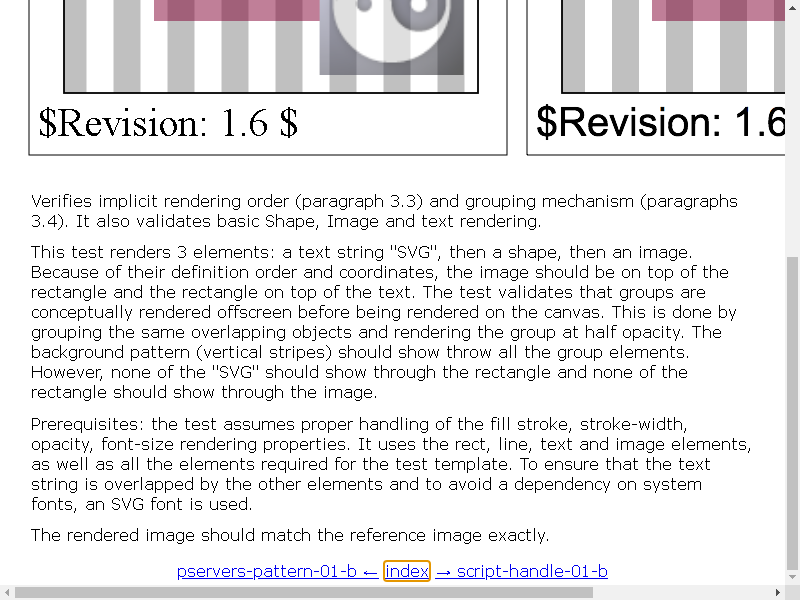 $Revision: 1.6 $
$Revision: 1.6
Verifies implicit rendering order (paragraph 3.3) and grouping mechanism (paragraphs
3.4). It also validates basic Shape, Image and text rendering.
This test renders 3 elements: a text string "SVG", then a shape, then an image.
Because of their definition order and coordinates, the image should be on top of the
rectangle and the rectangle on top of the text. The test validates that groups are
conceptually rendered offscreen before being rendered on the canvas. This is done by
grouping the same overlapping objects and rendering the group at half opacity. The
background pattern (vertical stripes) should show throw all the group elements.
However, none of the "SVG" should show through the rectangle and none of the
rectangle should show through the image.
Prerequisites: the test assumes proper handling of the fill stroke, stroke-width,
opacity, font-size rendering properties. It uses the rect, line, text and image elements,
as well as all the elements required for the test template. To ensure that the text
string is overlapped by the other elements and to avoid a dependency on system
fonts, an SVG font is used.
The rendered image should match the reference image exactly.
pservers-pattern-01-b ← index → script-handle-01-b